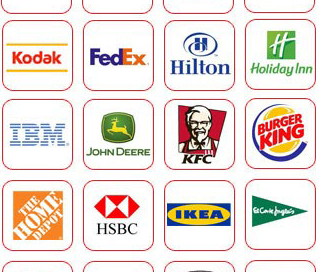 Kodak
FedEx
Hilton
Holiday Inn
IBM
JOHN DEERE
KFC
BURGER
KING
THE
HOME
DEPOT
HSBC
IKEA
El Corte Inglés